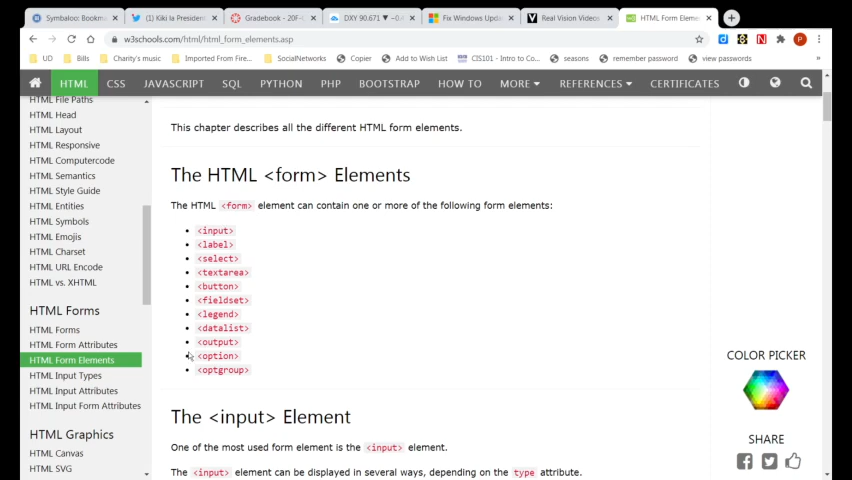 Symbaloo: Bookm
(1) Kiki la President
Gradebook - 20F-C
DXY 90.671 ▼ −0.
Fix Windows Upda
Real Vision Videos
HTML Form Eleme
w3schools.com/html/html_form_elements.asp
UD
Bills
Charity's music
Imported From Fire...
SocialNetworks
Copier
Add to Wish List
CIS101 - Intro to Co...
seasons
remember password
view passwords
HTML
CSS
JAVASCRIPT
SQL
PYTHON
PHP
BOOTSTRAP
HOW TO
MORE
REFERENCES
CERTIFICATES
HTML File Paths
HTML Head
HTML Layout
HTML Responsive
HTML Computercode
HTML Semantics
HTML Style Guide
HTML Entities
HTML Symbols
HTML Emojis
HTML Charset
HTML URL Encode
HTML vs. XHTML
HTML Forms
HTML Forms
HTML Form Attributes
HTML Form Elements
HTML Input Types
HTML Input Attributes
HTML Input Form Attributes
HTML Graphics
HTML Canvas
HTML SVG
This chapter describes all the different HTML form elements.
The HTML <form> Elements
The HTML <form> element can contain one or more of the following form elements:
<input>
<label>
<select>
<textarea>
<button>
<fieldset>
<legend>
<datalist>
<output>
<option>
<optgroup>
The <input> Element
One of the most used form element is the <input> element.
The <input> element can be displayed in several ways, depending on the type attribute.
COLOR PICKER
SHARE